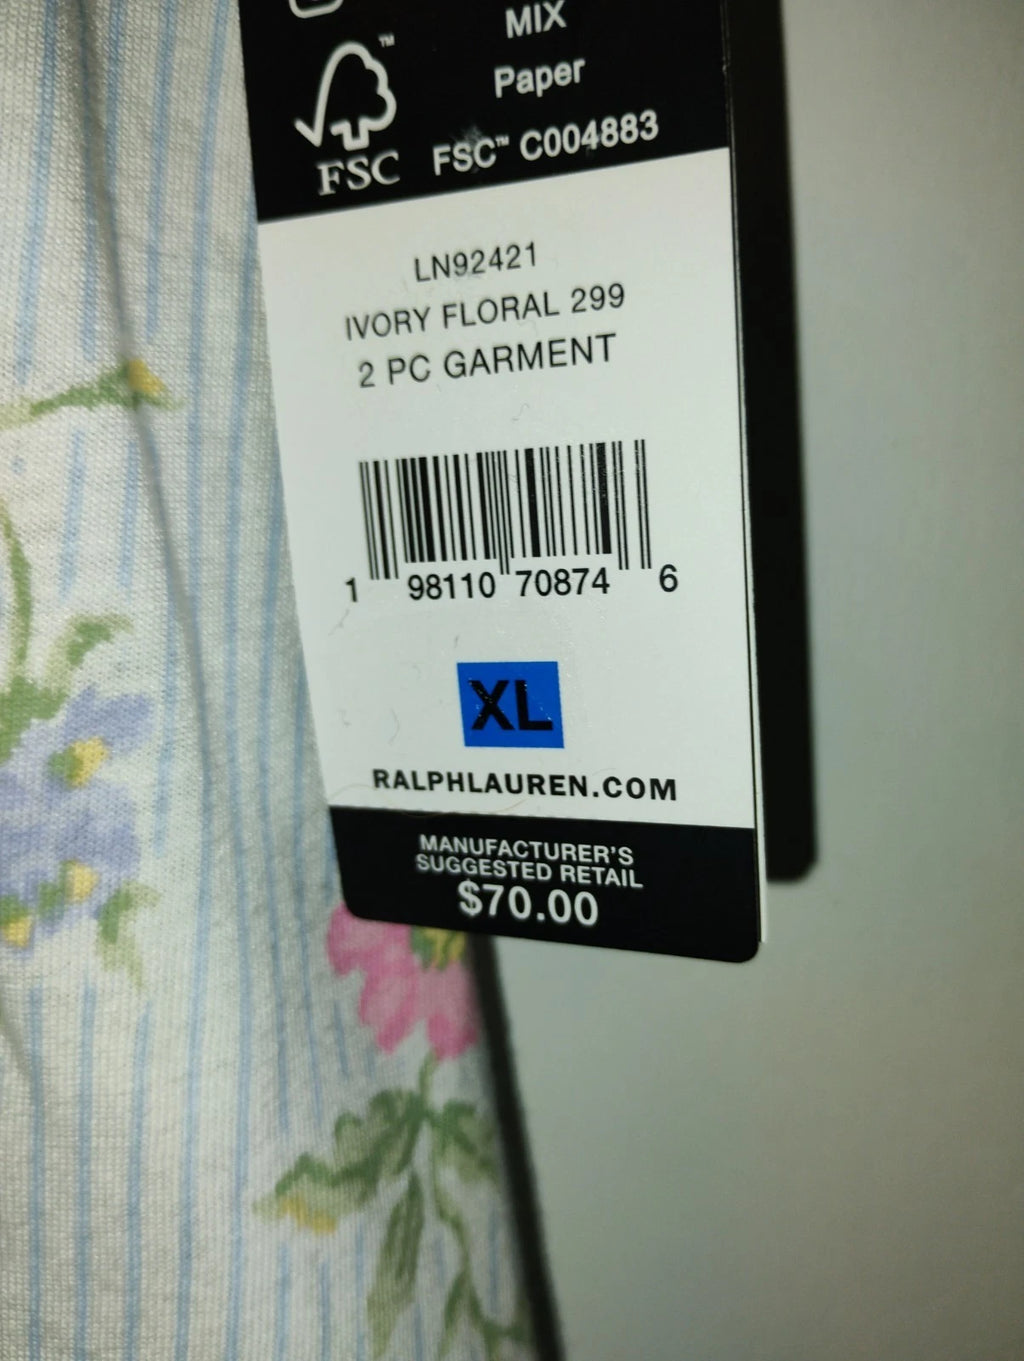 MIX
Paper
FSC™ C004883
™
FSC
LN92421
IVORY FLORAL 299
2 PC GARMENT
1 98110 70874 6
XL
RALPHLAUREN.COM
MANUFACTURER'S
SUGGESTED RETAIL
$70.00